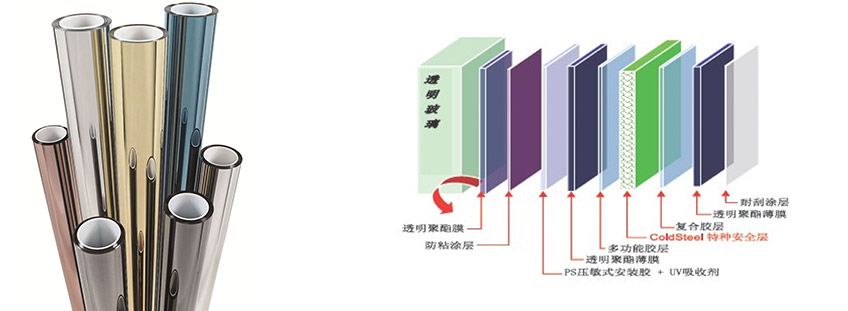 透明玻璃
耐刮涂层
透明聚酯薄膜
复合胶层
ColdSteel 特种安全层
多功能胶层
透明聚酯薄膜
PS压敏式安装胶 + UV吸收剂
透明聚酯膜
防粘涂层